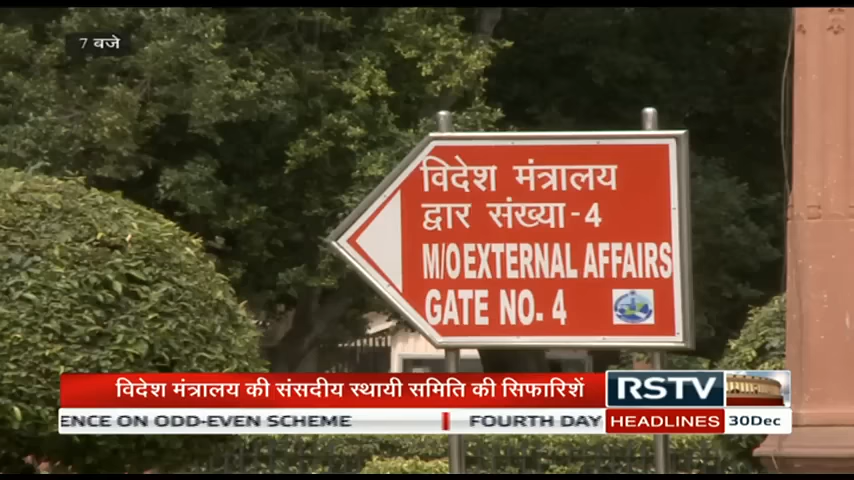 7 बजे
विदेश मंत्रालय
द्वार संख्या - 4
M/O EXTERNAL AFFAIRS
GATE NO. 4
विदेश मंत्रालय की संसदीय स्थायी समिति की सिफारिशें
RSTV
ENCE ON ODD-EVEN SCHEME
FOURTH DAY
HEADLINES
30Dec